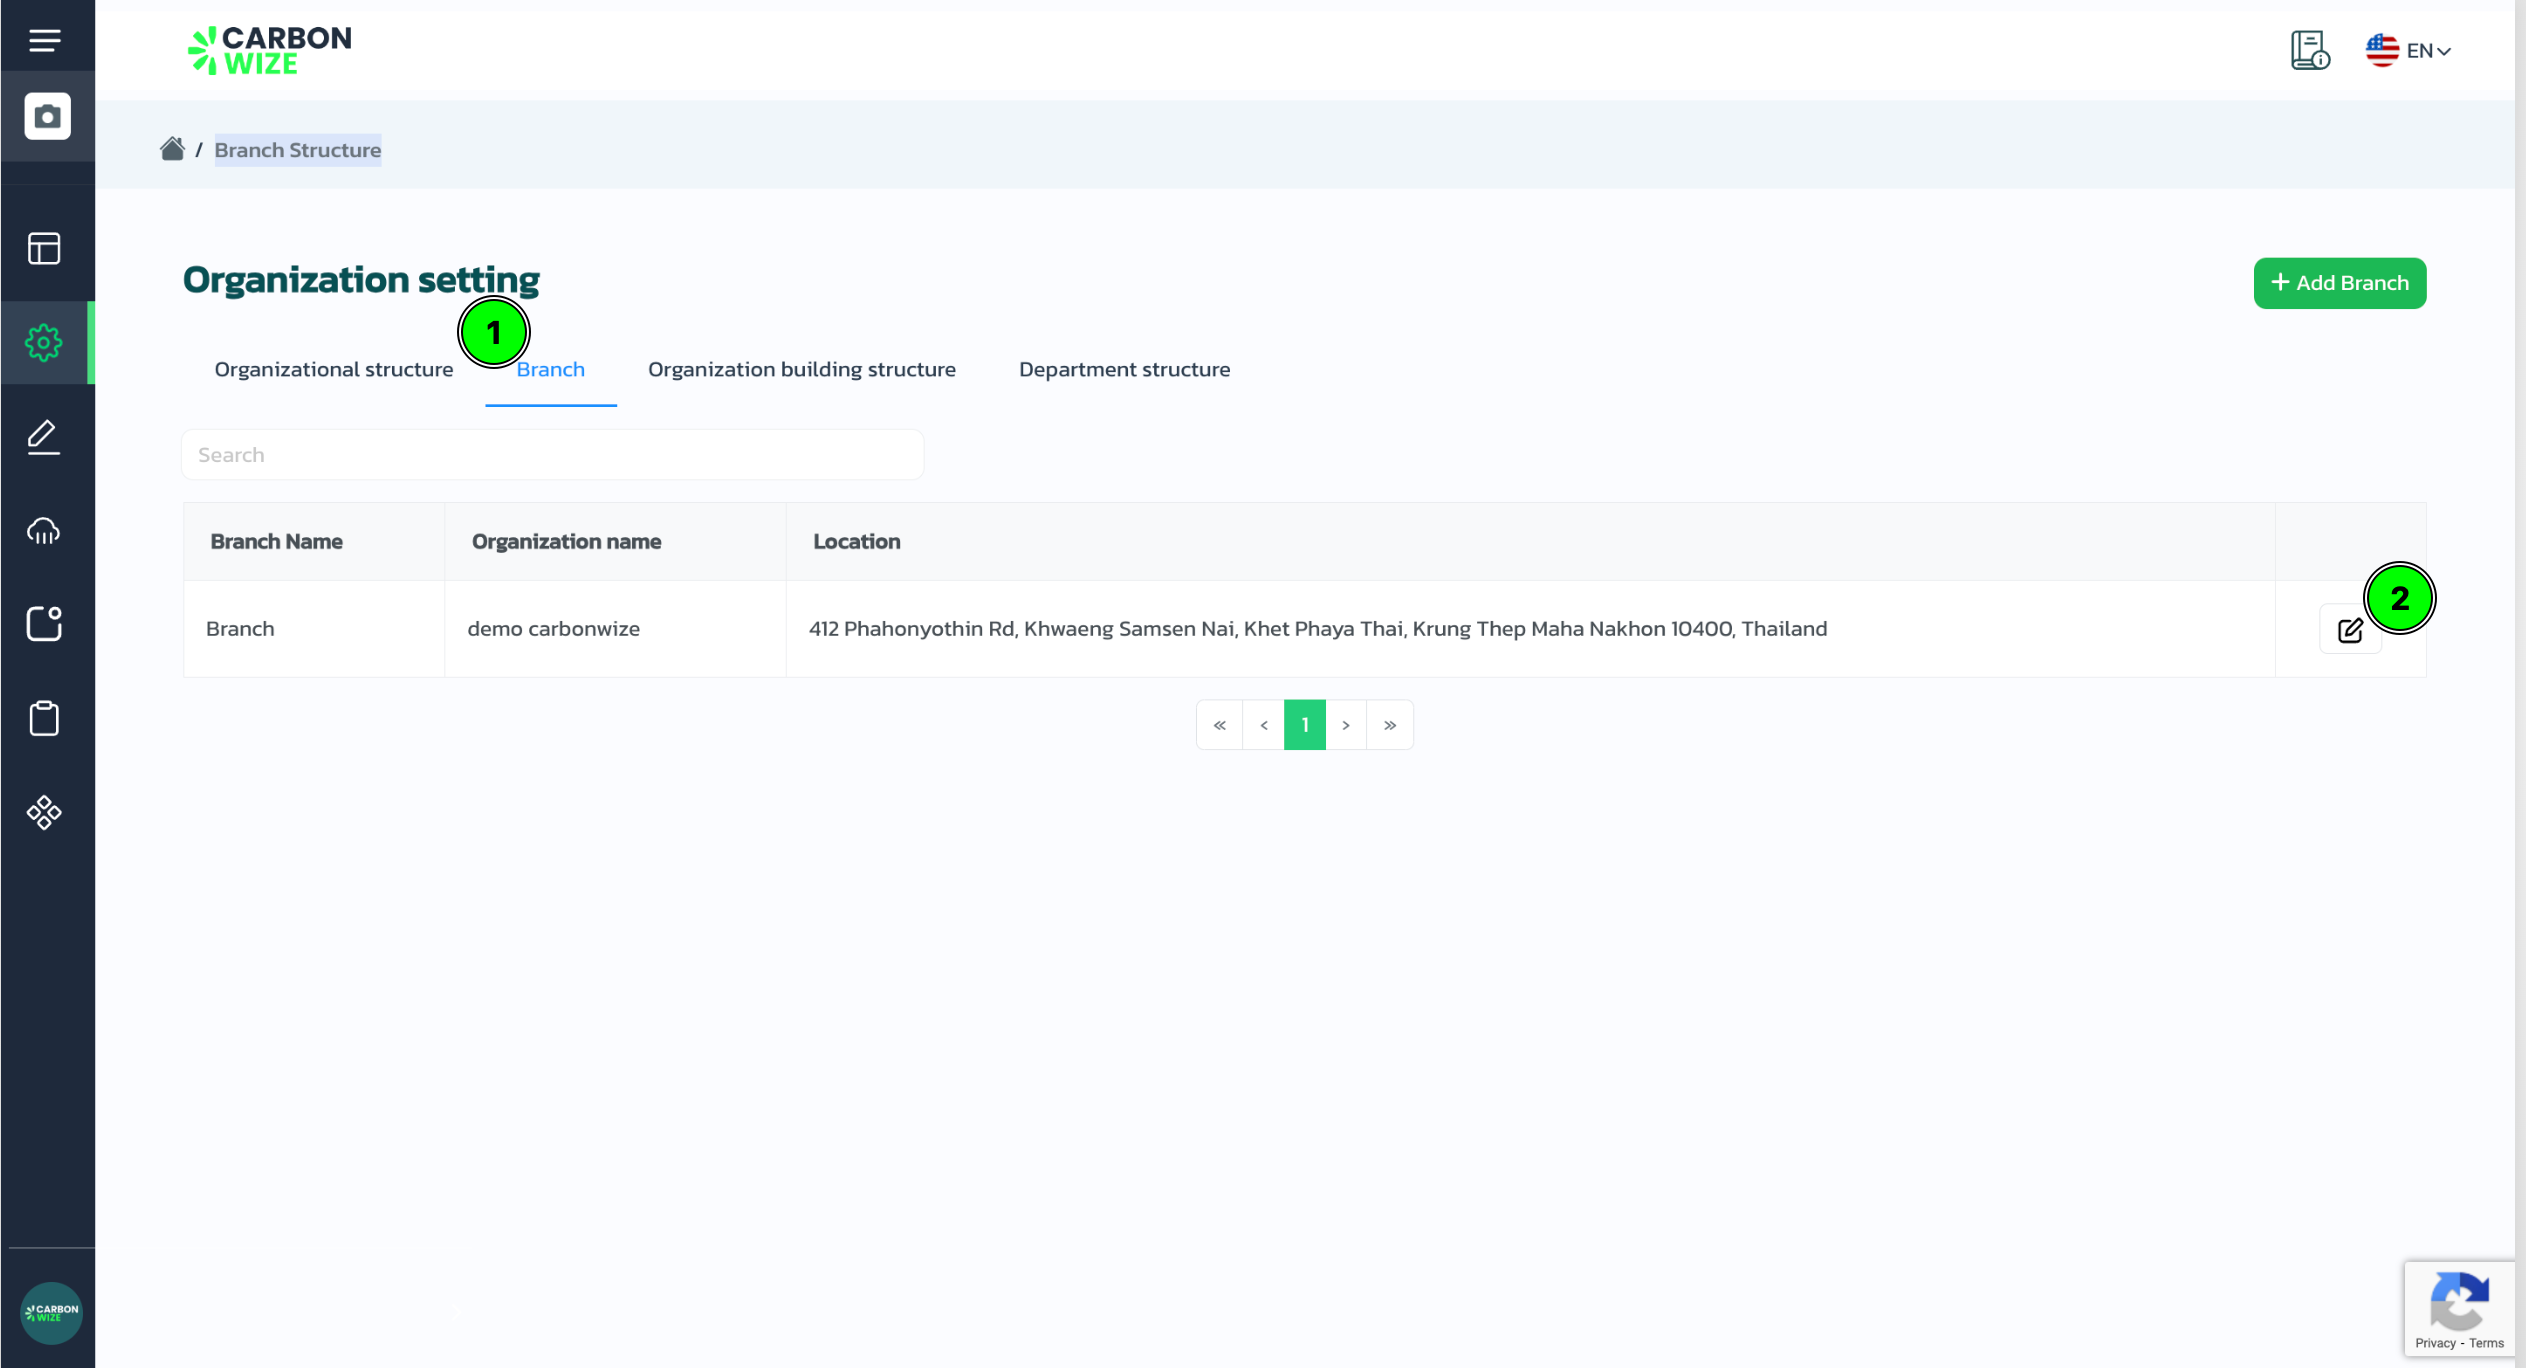 CARBON
WIZE
EN
/ Branch Structure
Organization setting
+ Add Branch
1
Organizational structure Branch Organization building structure Department structure
Search
Branch Name Organization name Location
2
Branch demo carbonwize 412 Phahonyothin Rd, Khwaeng Samsen Nai, Khet Phaya Thai, Krung Thep Maha Nakhon 10400, Thailand
« < 1 > »
CARBON
WIZE
Privacy - Terms